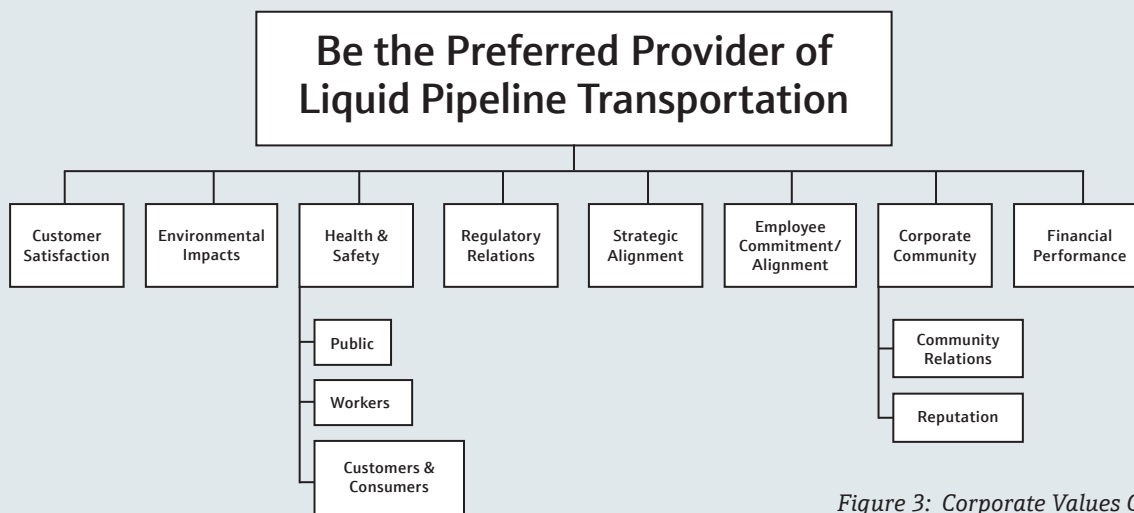 Be the Preferred Provider of
Liquid Pipeline Transportation
Customer
Satisfaction
Environmental
Impacts
Health &
Safety
Regulatory
Relations
Strategic
Alignment
Employee
Commitment/
Alignment
Corporate
Community
Financial
Performance
Public
Workers
Customers &
Consumers
Community
Relations
Reputation
Figure 3: Corporate Values